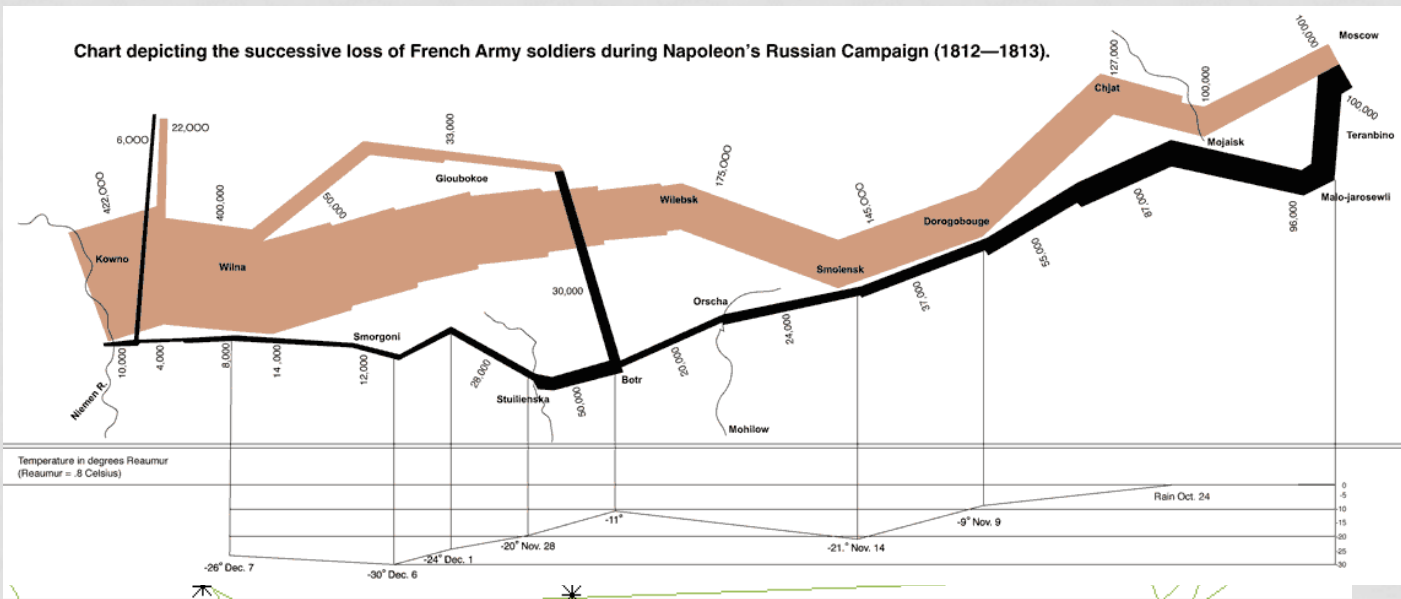 Chart depicting the successive loss of French Army soldiers during Napoleon's Russian Campaign (1812—1813).
100,000
Moscow
127,000
Chjat
100,000
100,000
Teranbino
6,000
22,000
33,000
Mojaisk
Gloubokoe
175,000
422,000
400,000
50,000
Wilebsk
145,000
Dorogobouge
87,000
Malo-jarosewli
96,000
Kowno
Wilna
Smolensk
55,000
30,000
Orscha
37,000
Smorgoni
24,000
10,000
4,000
8,000
14,000
12,000
28,000
20,000
Botr
Niemen R.
Stuilienska
50,000
Mohilow
Temperature in degrees Reaumur
(Reaumur = .8 Celsius)
0
-5
-10
-15
-20
-25
-30
Rain Oct. 24
-9° Nov. 9
-11°
-21.° Nov. 14
-20° Nov. 28
-24° Dec. 1
-26° Dec. 7
-30° Dec. 6